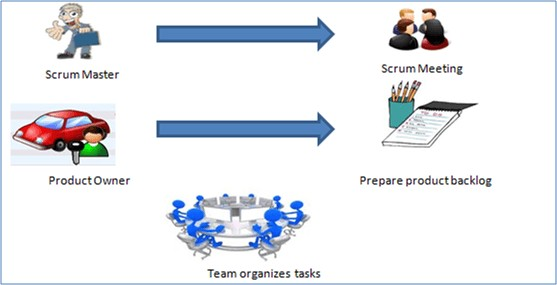 Scrum Master
Scrum Meeting
Product Owner
Prepare product backlog
Team organizes tasks